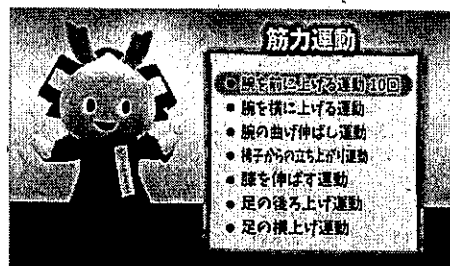 筋力運動
● 腕を前に上げる運動 10回
● 腕を横に上げる運動
● 腕の曲げ伸ばし運動
● 椅子からの立ち上がり運動
● 膝を伸ばす運動
● 足の後ろ上げ運動
● 足の横上げ運動